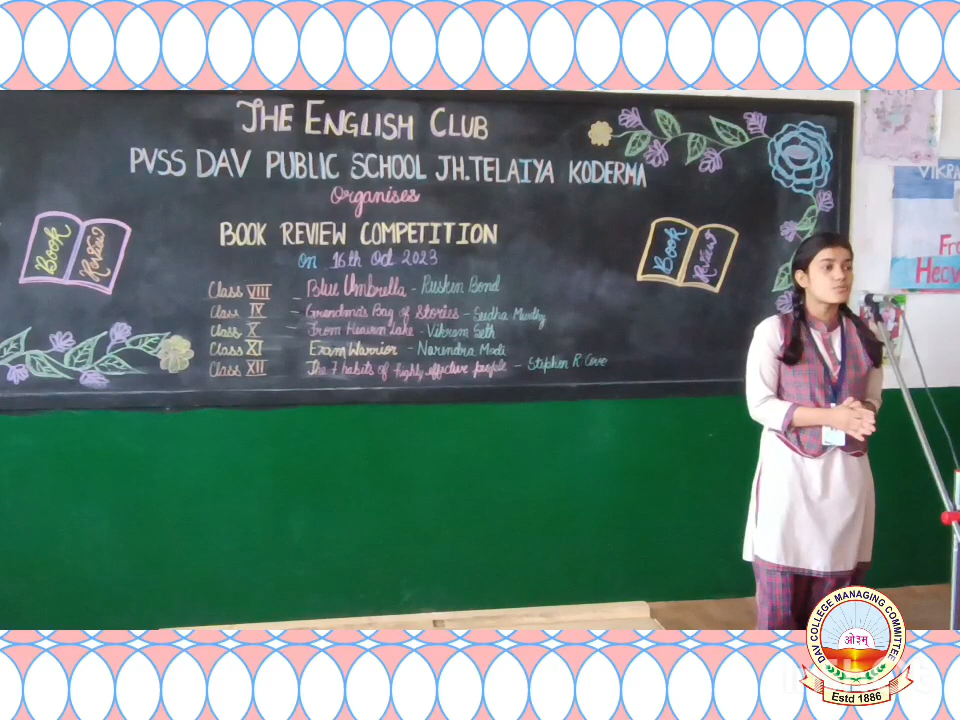 THE ENGLISH CLUB
PVSS DAV PUBLIC SCHOOL JH.TELAIYA KODERMA
Organises
BOOK REVIEW COMPETITION
on 16th Oct 2023
Book Review
Book Review
Class VIII - Blue Umbrella - Ruskin Bond
Class IX - Grandma's Bag of Stories - Sudha Murthy
Class X - From Heaven Lake - Vikram Seth
Class XI Exam Warrior - Narendra Modi
Class XII The 7 habits of highly effective people - Stephen R Cove
VIKRA
Fro
Heav
DAV COLLEGE MANAGING COMMITTEE
ओ३म्
Estd 1886